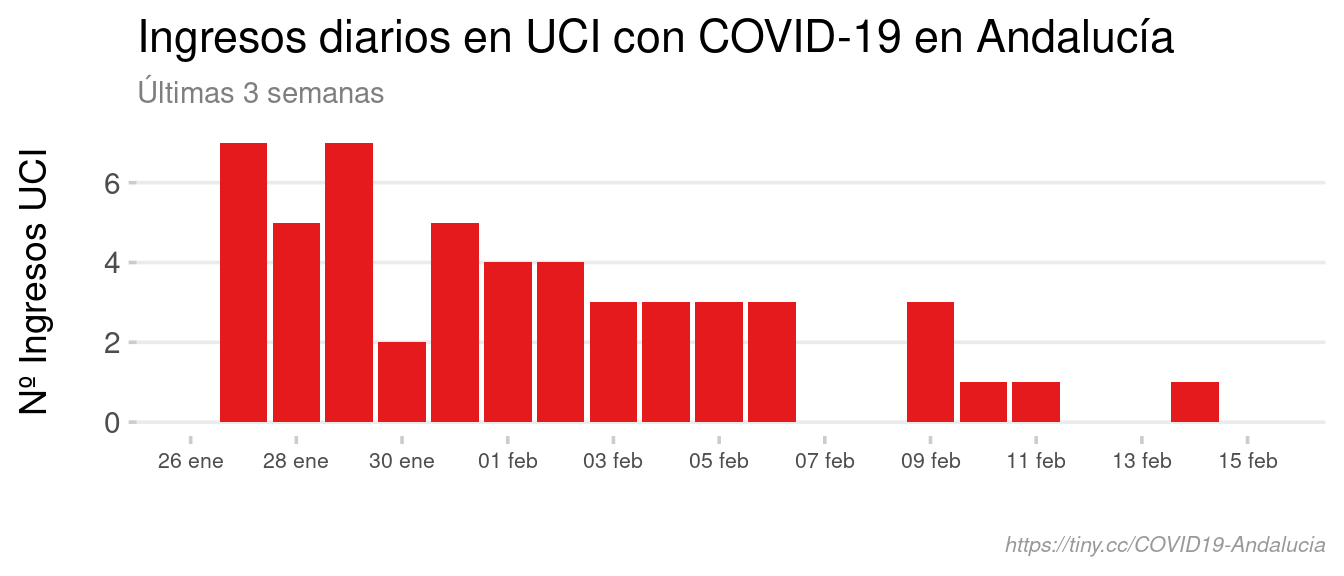 Ingresos diarios en UCI con COVID-19 en Andalucía
Últimas 3 semanas
Nº Ingresos UCI
6
4
2
0
26 ene 28 ene 30 ene 01 feb 03 feb 05 feb 07 feb 09 feb 11 feb 13 feb 15 feb
https://tiny.cc/COVID19-Andalucia